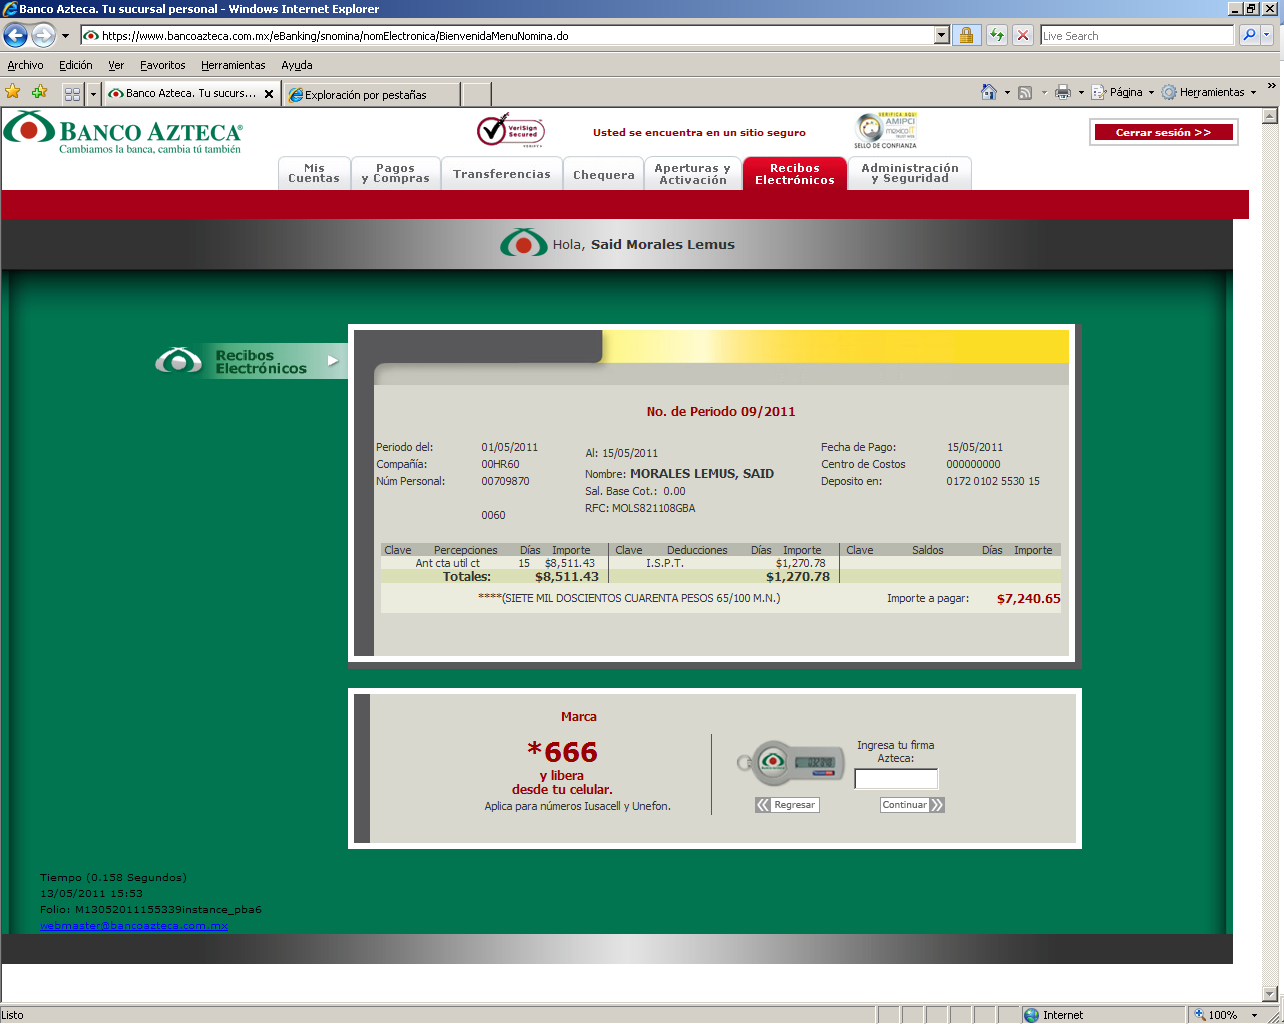 Banco Azteca. Tu sucursal personal - Windows Internet Explorer
https://www.bancoazteca.com.mx/eBanking/snomina/nomElectronica/BienvenidaMenuNomina.do
Live Search
Archivo Edición Ver Favoritos Herramientas Ayuda
Banco Azteca. Tu sucurs...
Exploración por pestañas
Página
Herramientas
BANCO AZTECA®
Cambiamos la banca, cambia tú también
VeriSign Secured
VERIFY
Usted se encuentra en un sitio seguro
VERIFICA AQUI
AMIPCI
SELLO DE CONFIANZA
Cerrar sesión >>
Mis Cuentas
Pagos y Compras
Transferencias
Chequera
Aperturas y Activación
Recibos Electrónicos
Administración y Seguridad
Hola, Said Morales Lemus
Recibos
Electrónicos
No. de Periodo 09/2011
Periodo del: 01/05/2011 Al: 15/05/2011 Fecha de Pago: 15/05/2011
Compañía: 00HR60 Nombre: MORALES LEMUS, SAID Centro de Costos 000000000
Núm Personal: 00709870 Sal. Base Cot.: 0.00 Deposito en: 0172 0102 5530 15
0060 RFC: MOLS821108GBA
Clave Percepciones Días Importe Clave Deducciones Días Importe Clave Saldos Días Importe
Ant cta util ct 15 $8,511.43 I.S.P.T. $1,270.78
Totales: $8,511.43 $1,270.78
****(SIETE MIL DOSCIENTOS CUARENTA PESOS 65/100 M.N.) Importe a pagar: $7,240.65
Marca
*666
y libera
desde tu celular.
Aplica para números Iusacell y Unefon.
Ingresa tu firma
Azteca:
Regresar
Continuar
Tiempo (0.158 Segundos)
13/05/2011 15:53
Folio: M13052011155339instance_pba6
webmaster@bancoazteca.com.mx
Listo
Internet
100%